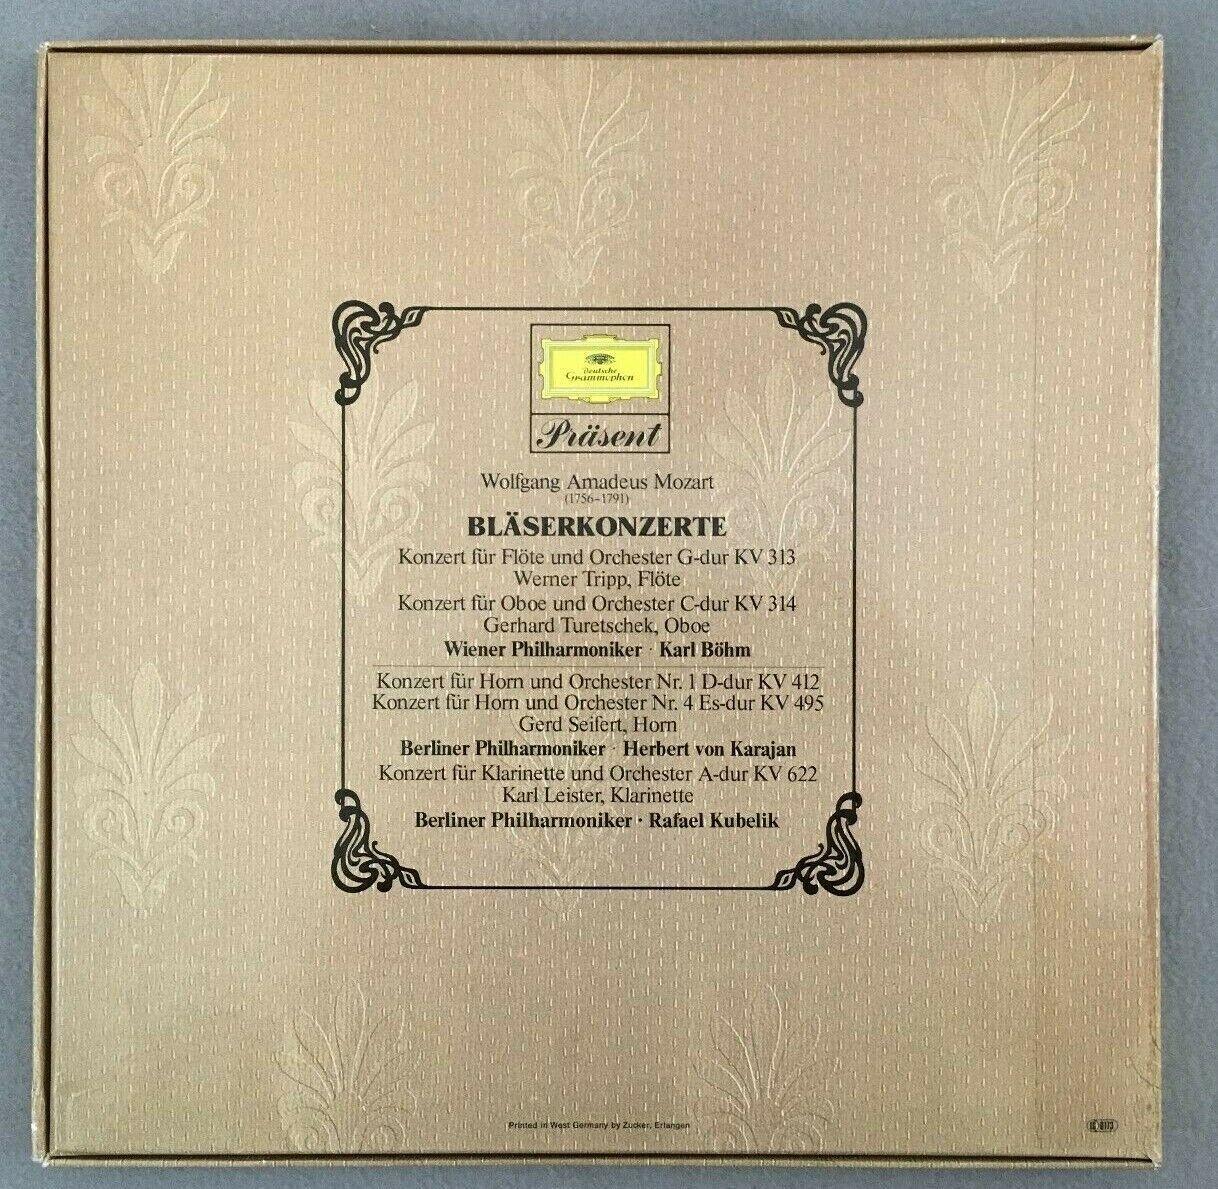 Deutsche
Grammophon
Präsent
Wolfgang Amadeus Mozart
(1756–1791)
BLÄSERKONZERTE
Konzert für Flöte und Orchester G-dur KV 313
Werner Tripp, Flöte
Konzert für Oboe und Orchester C-dur KV 314
Gerhard Turetschek, Oboe
Wiener Philharmoniker · Karl Böhm
Konzert für Horn und Orchester Nr. 1 D-dur KV 412
Konzert für Horn und Orchester Nr. 4 Es-dur KV 495
Gerd Seifert, Horn
Berliner Philharmoniker · Herbert von Karajan
Konzert für Klarinette und Orchester A-dur KV 622
Karl Leister, Klarinette
Berliner Philharmoniker · Rafael Kubelik
Printed in West Germany by Zucker, Erlangen